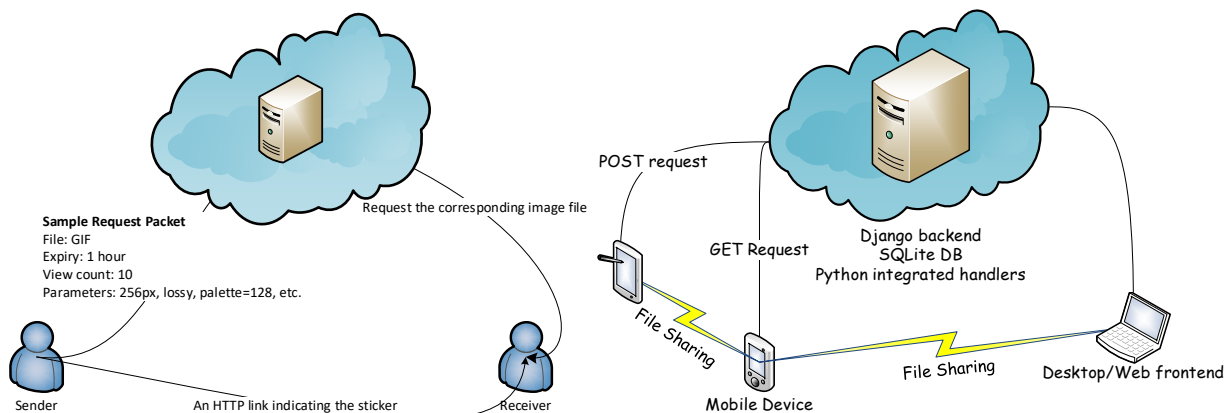 Sample Request Packet
File: GIF
Expiry: 1 hour
View count: 10
Parameters: 256px, lossy, palette=128, etc.
Request the corresponding image file
Sender
An HTTP link indicating the sticker
Receiver
POST request
GET Request
Django backend
SQLite DB
Python integrated handlers
File Sharing
File Sharing
Mobile Device
Desktop/Web frontend